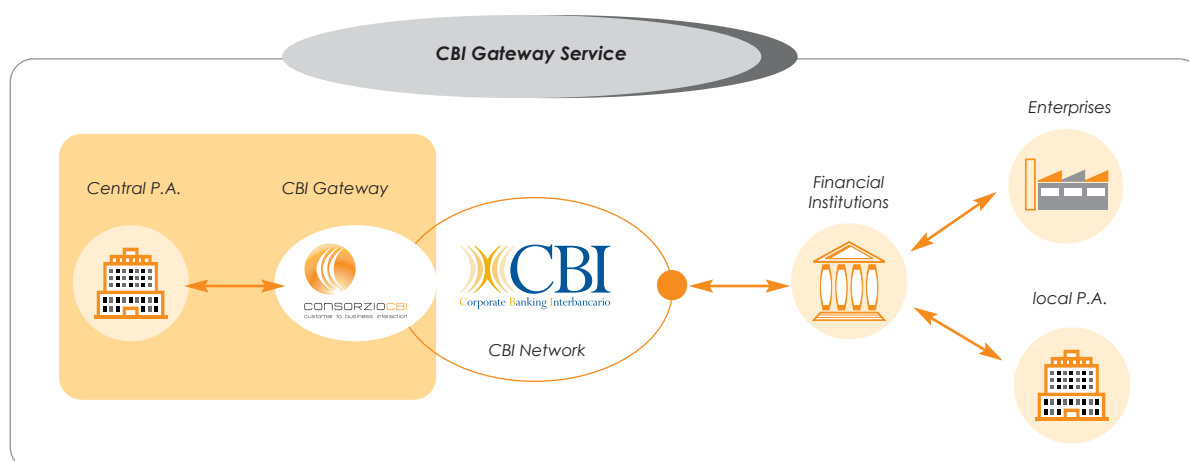 CBI Gateway Service
Enterprises
Central P.A.
CBI Gateway
Financial
Institutions
CBI
Corporate Banking Interbancario
CONSORZIOCBI
customer to business interaction
local P.A.
CBI Network